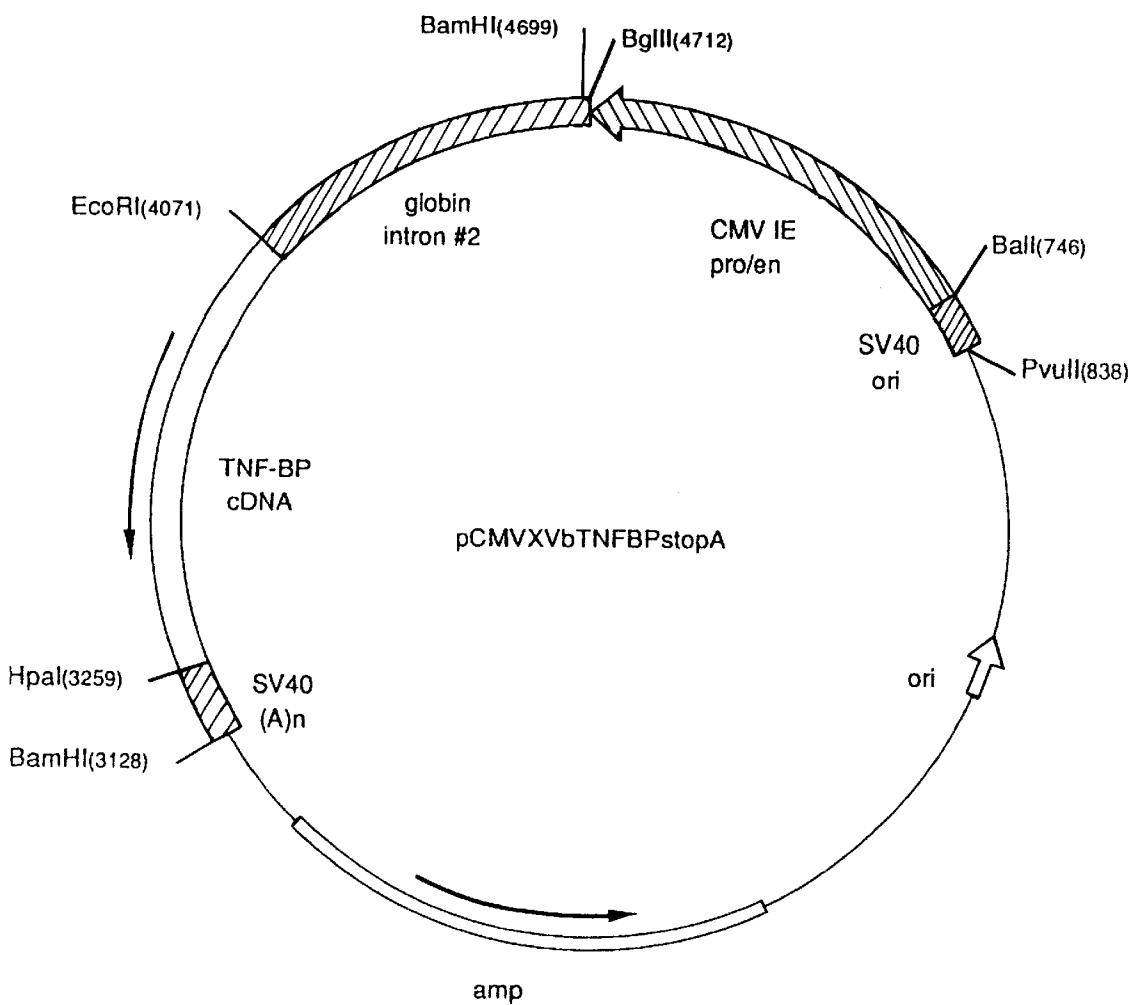 BamHI(4699)
BglII(4712)
EcoRI(4071)
globin
intron #2
CMV IE
pro/en
BalI(746)
SV40
ori
PvuII(838)
TNF-BP
cDNA
pCMVXVbTNFBPstopA
HpaI(3259)
SV40
(A)n
ori
BamHI(3128)
amp